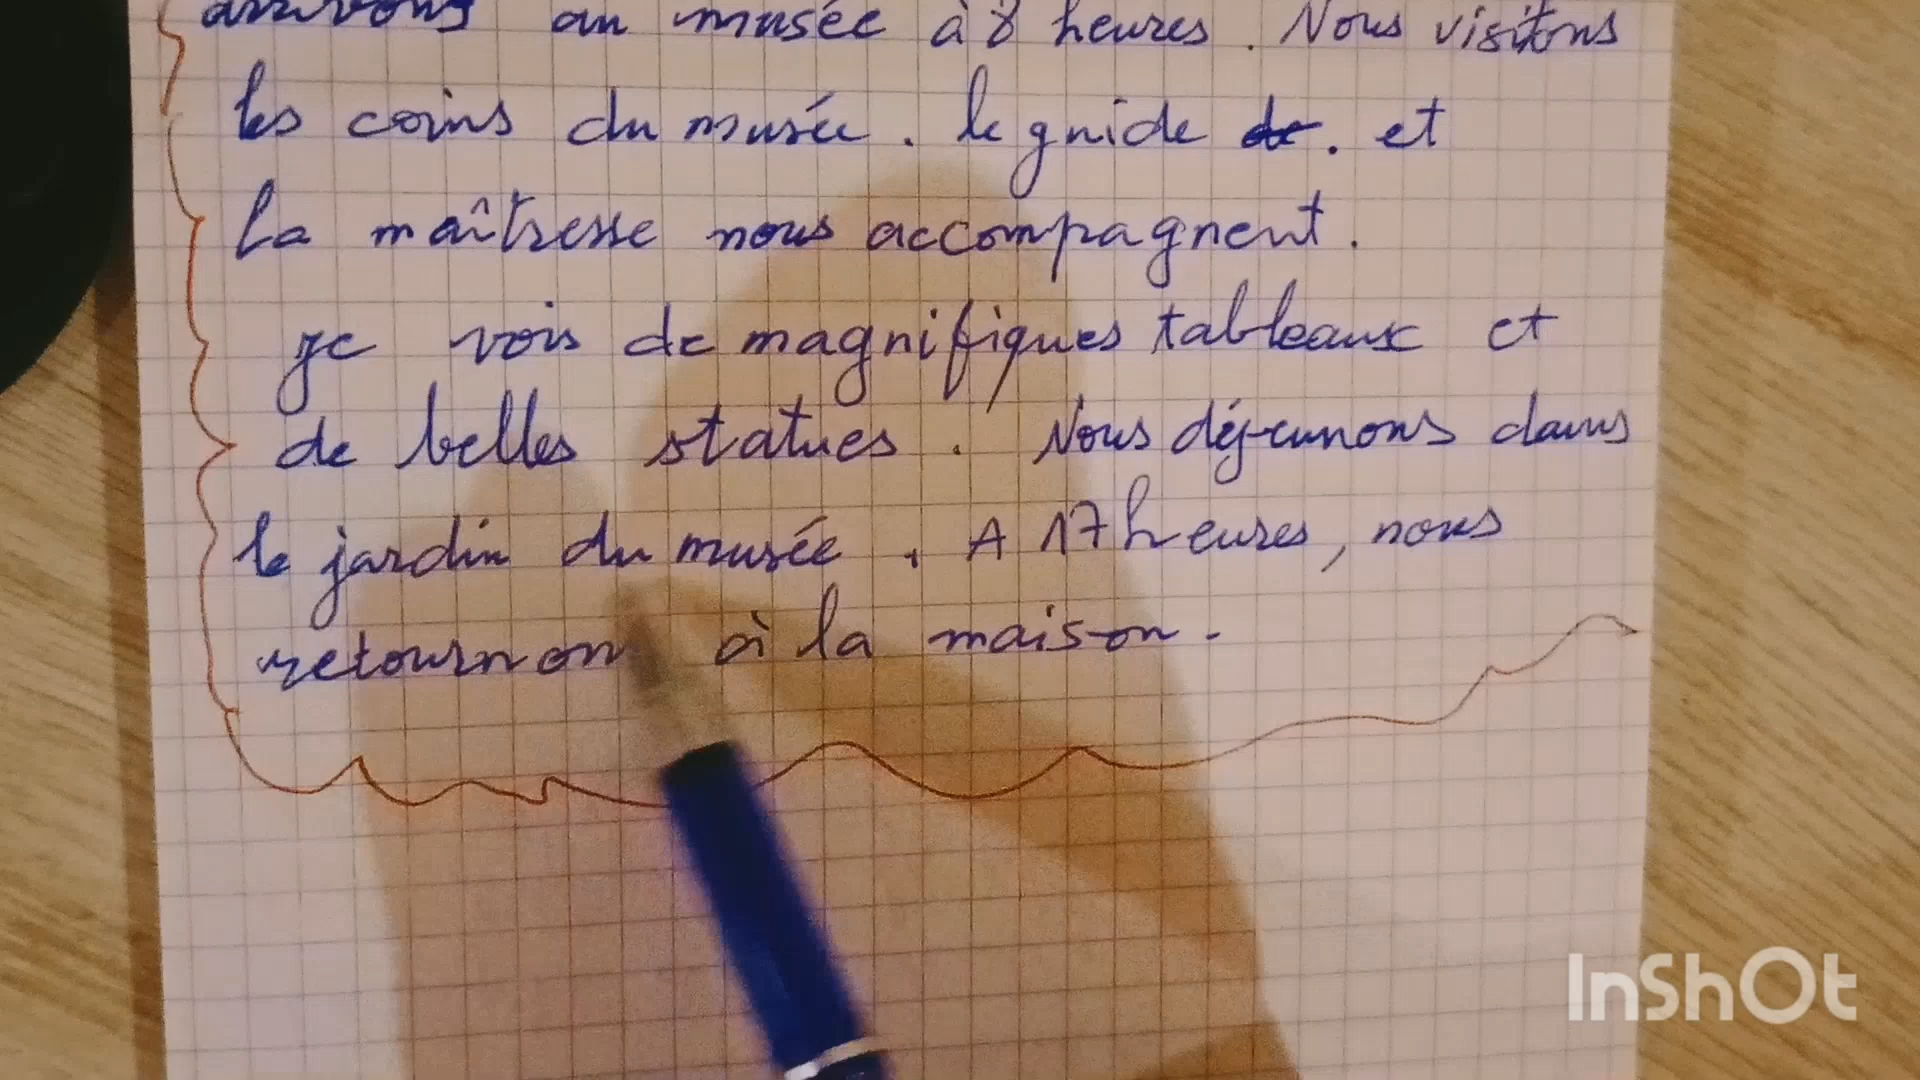 arrivons au musée à 8 heures. Nous visitons
les coins du musée. le guide de. et
la maîtresse nous accompagnent.
je vois de magnifiques tableaux et
de belles statues. Nous déjeunons dans
le jardin du musée. A 17 heures, nous
retournon à la maison.
InShOt